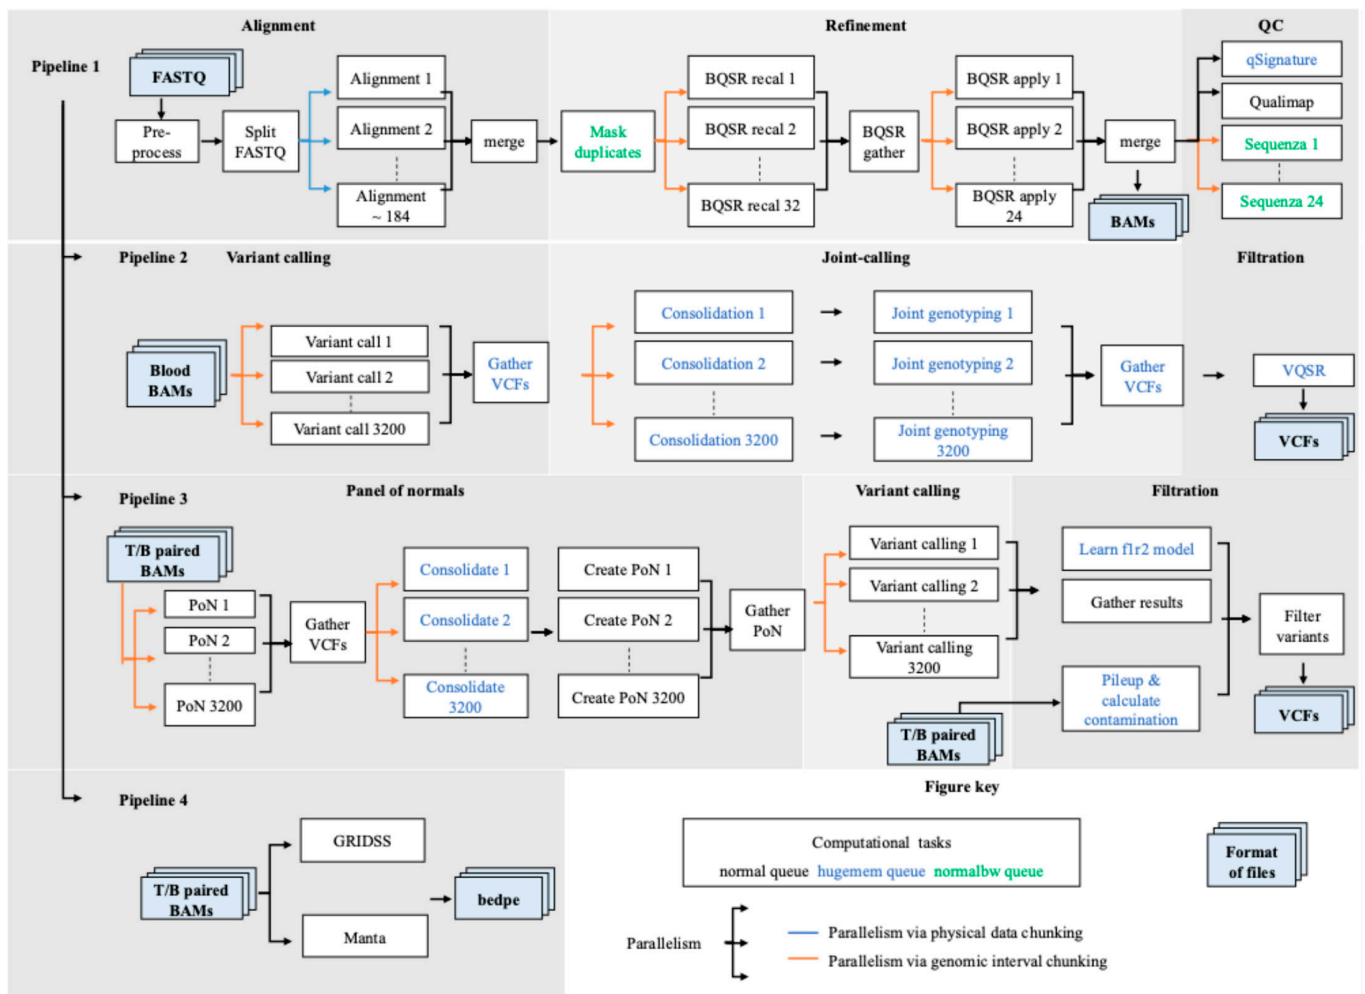 Alignment
Refinement
QC
Pipeline 1
FASTQ
Pre-
process
Split
FASTQ
Alignment 1
Alignment 2
Alignment
~ 184
merge
Mask
duplicates
BQSR recal 1
BQSR recal 2
BQSR recal 32
BQSR
gather
BQSR apply 1
BQSR apply 2
BQSR apply
24
merge
BAMs
qSignature
Qualimap
Sequenza 1
Sequenza 24
Pipeline 2
Variant calling
Joint-calling
Filtration
Blood
BAMs
Variant call 1
Variant call 2
Variant call 3200
Gather
VCFs
Consolidation 1
Consolidation 2
Consolidation 3200
Joint genotyping 1
Joint genotyping 2
Joint genotyping
3200
Gather
VCFs
VQSR
VCFs
Pipeline 3
Panel of normals
Variant calling
Filtration
T/B paired
BAMs
PoN 1
PoN 2
PoN 3200
Gather
VCFs
Consolidate 1
Consolidate 2
Consolidate
3200
Create PoN 1
Create PoN 2
Create PoN 3200
Gather
PoN
Variant calling 1
Variant calling 2
Variant calling
3200
T/B paired
BAMs
Learn f1r2 model
Gather results
Pileup &
calculate
contamination
Filter
variants
VCFs
Pipeline 4
T/B paired
BAMs
GRIDSS
Manta
bedpe
Figure key
Computational tasks
normal queue hugemem queue normalbw queue
Format
of files
Parallelism
Parallelism via physical data chunking
Parallelism via genomic interval chunking